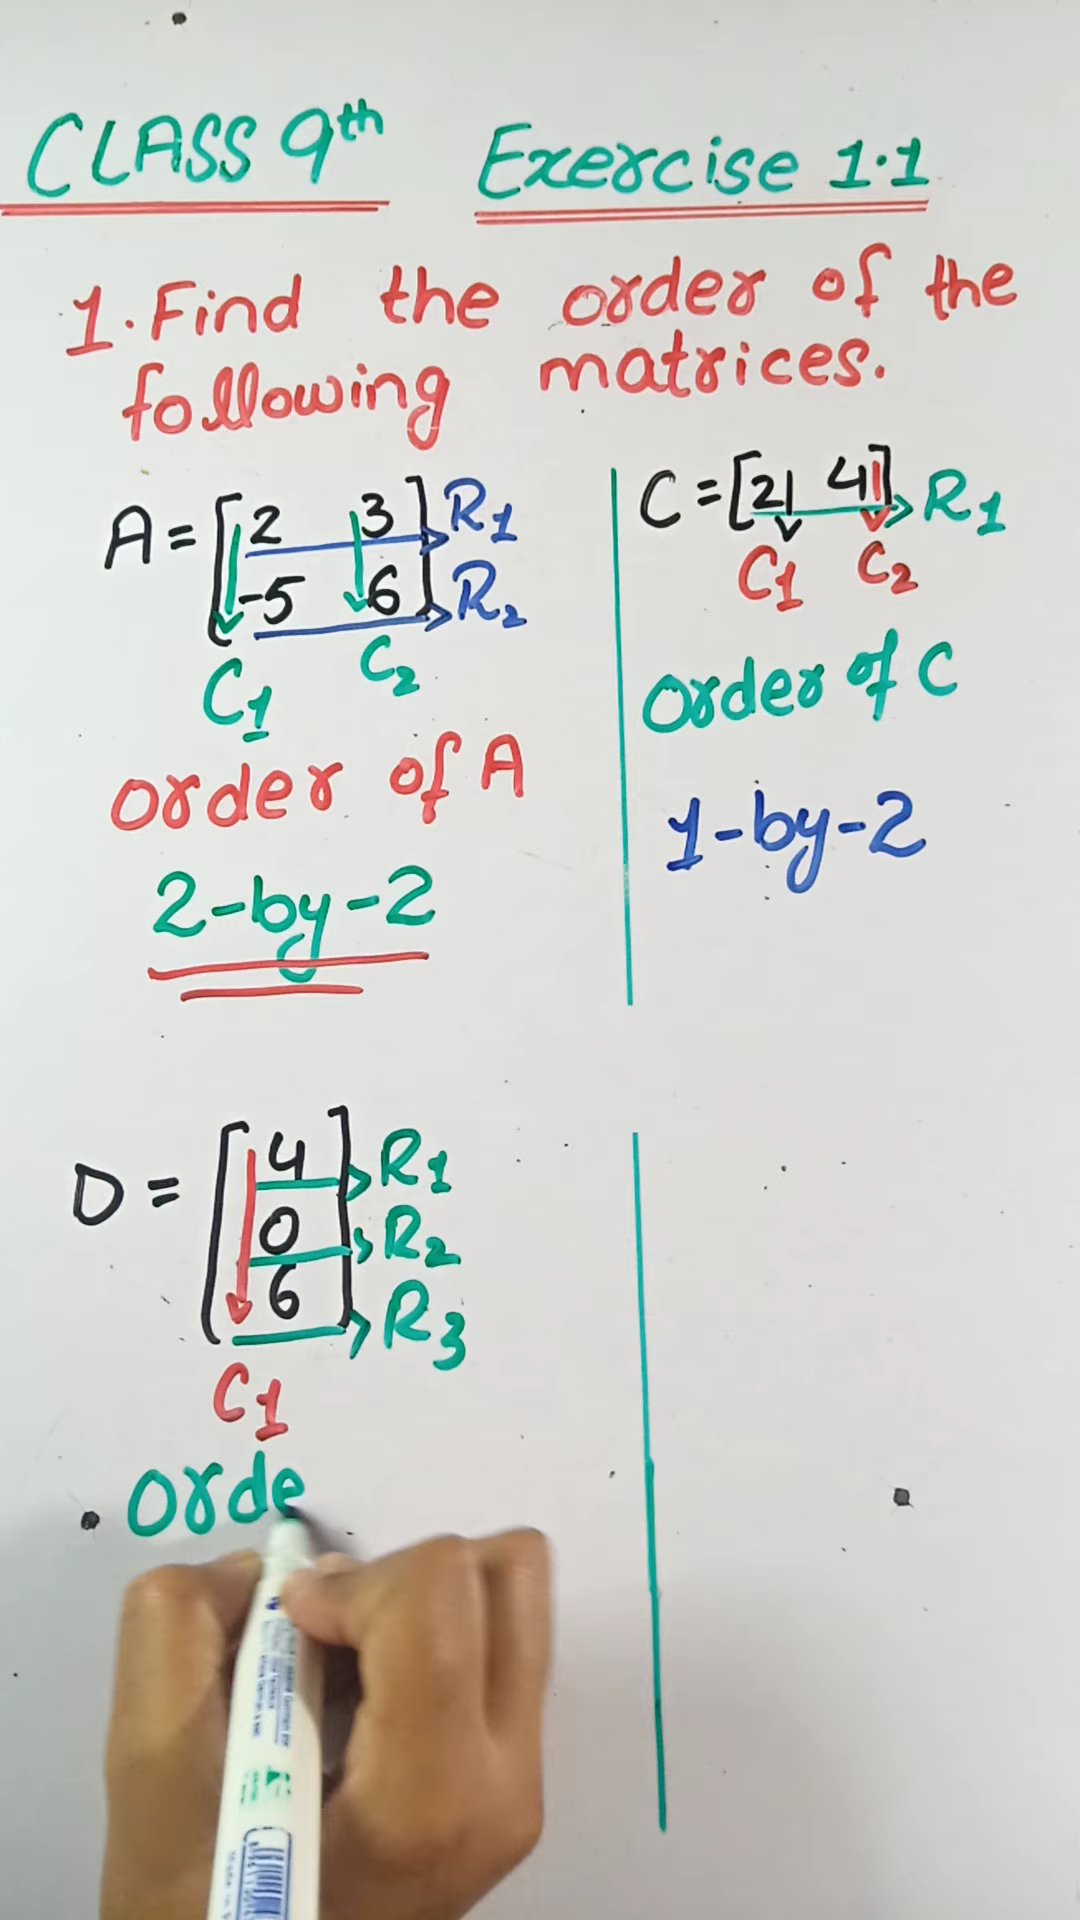 CLASS 9th Exercise 1.1
1. Find the order of the
following matrices.
A = [2 3] R1
[-5 6] R2
C1 C2
order of A
2-by-2
C = [2 4] R1
C1 C2
order of C
1-by-2
D = [4] R1
[0] R2
[6] R3
C1
orde